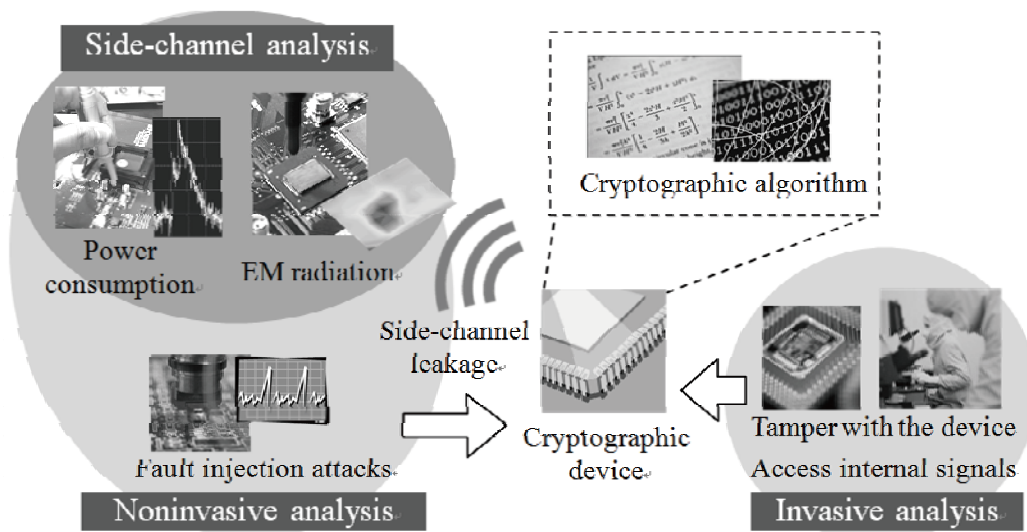 Side-channel analysis
Power
consumption
EM radiation
Cryptographic algorithm
Side-channel
leakage
Fault injection attacks
Noninvasive analysis
Cryptographic
device
Tamper with the device
Access internal signals
Invasive analysis